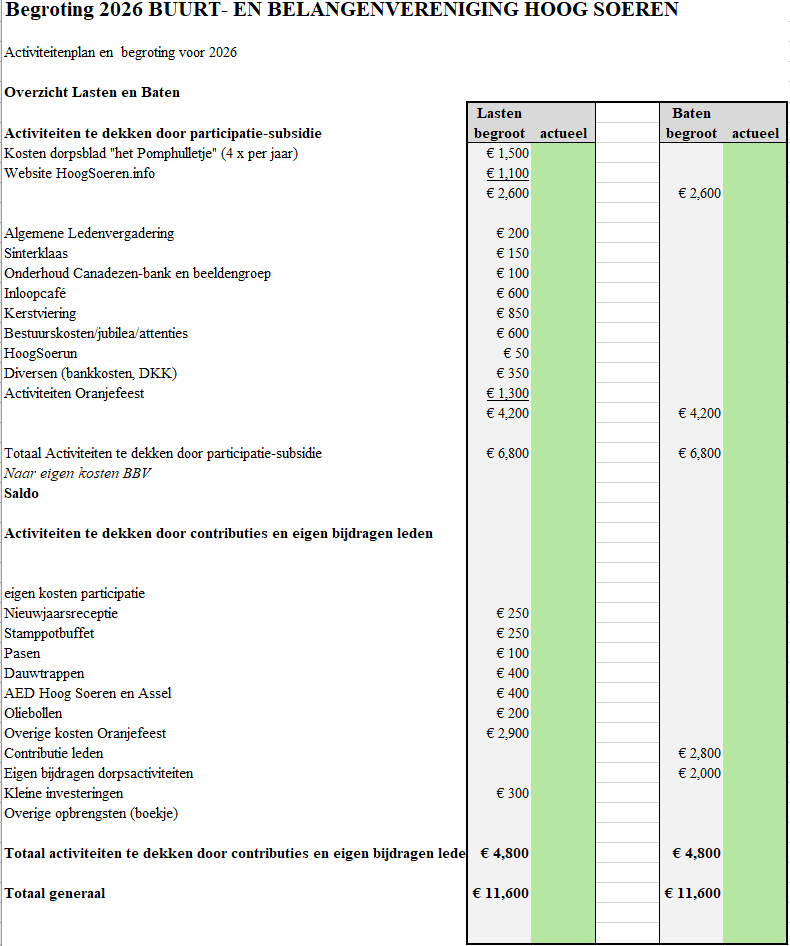 Begroting 2026 BUURT- EN BELANGENVERENIGING HOOG SOEREN
Activiteitenplan en begroting voor 2026
Overzicht Lasten en Baten
Lasten Baten
Activiteiten te dekken door participatie-subsidie begroot actueel begroot actueel
Kosten dorpsblad "het Pomphulletje" (4 x per jaar) € 1,500
Website HoogSoeren.info € 1,100
€ 2,600 € 2,600
Algemene Ledenvergadering € 200
Sinterklaas € 150
Onderhoud Canadezen-bank en beeldengroep € 100
Inloopcafé € 600
Kerstviering € 850
Bestuurskosten/jubilea/attenties € 600
HoogSoerun € 50
Diversen (bankkosten, DKK) € 350
Activiteiten Oranjefeest € 1,300
€ 4,200 € 4,200
Totaal Activiteiten te dekken door participatie-subsidie € 6,800 € 6,800
Naar eigen kosten BBV
Saldo
Activiteiten te dekken door contributies en eigen bijdragen leden
eigen kosten participatie
Nieuwjaarsreceptie € 250
Stamppotbuffet € 250
Pasen € 100
Dauwtrappen € 400
AED Hoog Soeren en Assel € 400
Oliebollen € 200
Overige kosten Oranjefeest € 2,900
Contributie leden € 2,800
Eigen bijdragen dorpsactiviteiten € 2,000
Kleine investeringen € 300
Overige opbrengsten (boekje)
Totaal activiteiten te dekken door contributies en eigen bijdragen lede € 4,800 € 4,800
Totaal generaal € 11,600 € 11,600